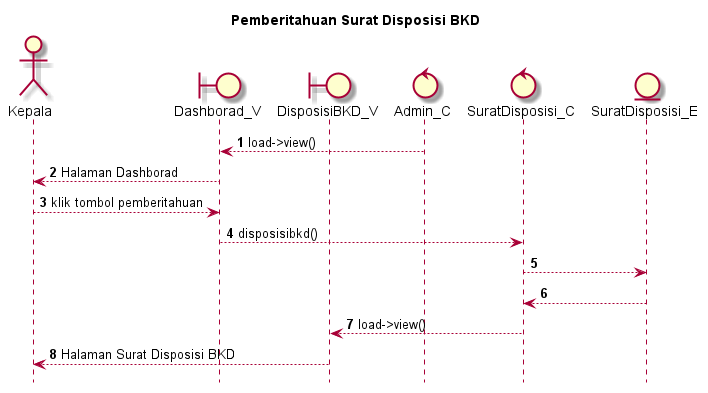 Pemberitahuan Surat Disposisi BKD
Kepala Dashborad_V DisposisiBKD_V Admin_C SuratDisposisi_C SuratDisposisi_E
1 load->view()
2 Halaman Dashborad
3 klik tombol pemberitahuan
4 disposisibkd()
5
6
7 load->view()
8 Halaman Surat Disposisi BKD